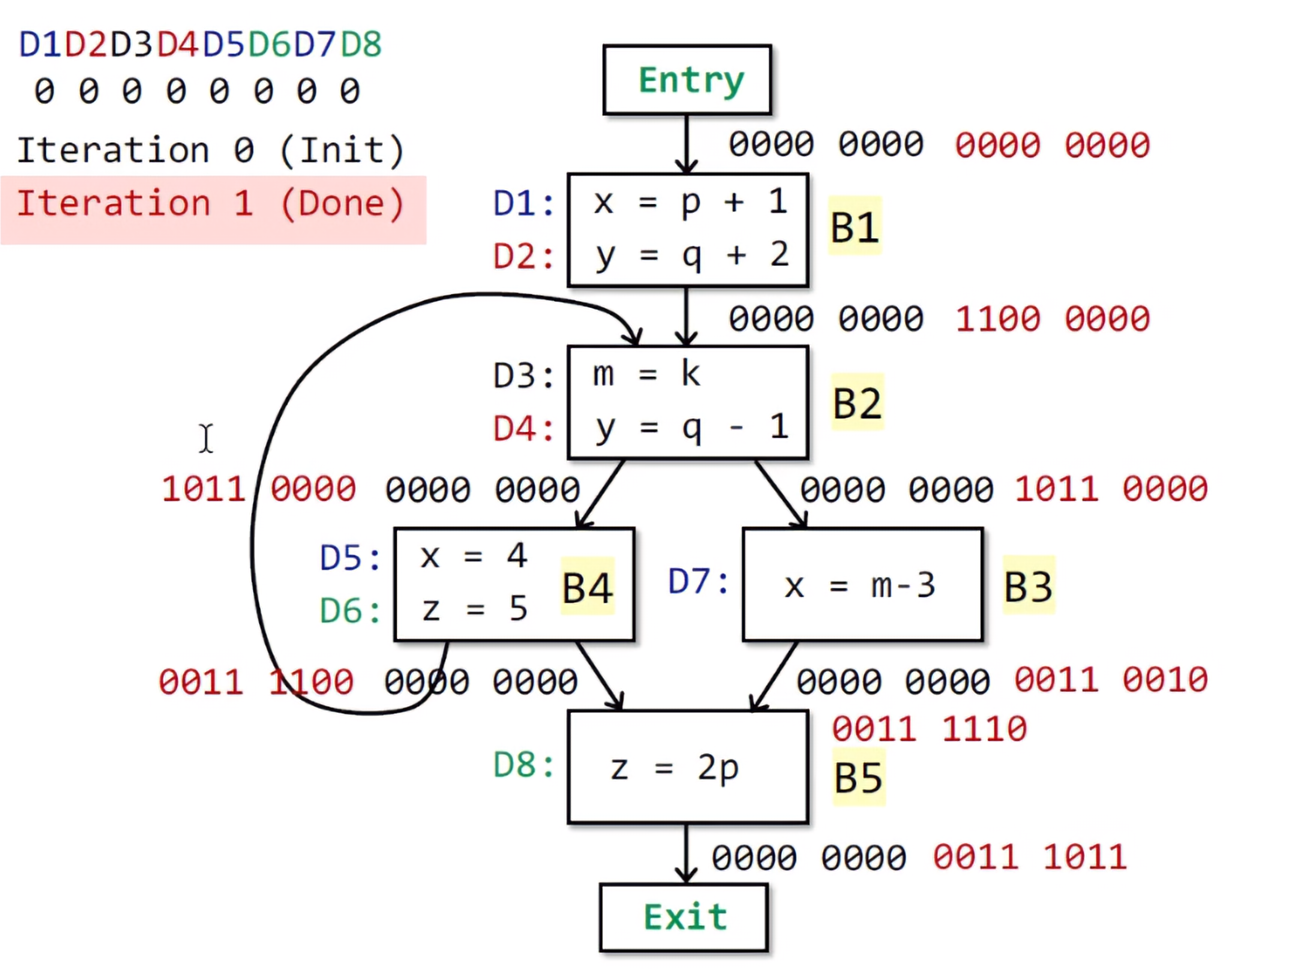 D1D2D3D4D5D6D7D8
0 0 0 0 0 0 0 0
Iteration 0 (Init)
Iteration 1 (Done)
Entry
0000 0000 0000 0000
D1: x = p + 1
D2: y = q + 2
B1
0000 0000 1100 0000
D3: m = k
D4: y = q - 1
B2
1011 0000 0000 0000
0000 0000 1011 0000
D5: x = 4
D6: z = 5
B4
D7: x = m-3
B3
0011 1100 0000 0000
0000 0000 0011 0010
0011 1110
D8: z = 2p
B5
0000 0000 0011 1011
Exit